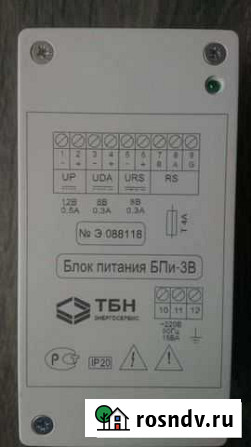 1 2 3 4 5 6 7 8 9
- + - + - + B A G
UP UDA URS RS
12В 8В 9В
0.5А 0.3А 0.3А
T 4A
№ Э 088118
Блок питания БПи-3В
ТБН
ЭНЕРГОСЕРВИС
10 11 12
~220В
50Гц
15ВА
IP20
rosndv.ru